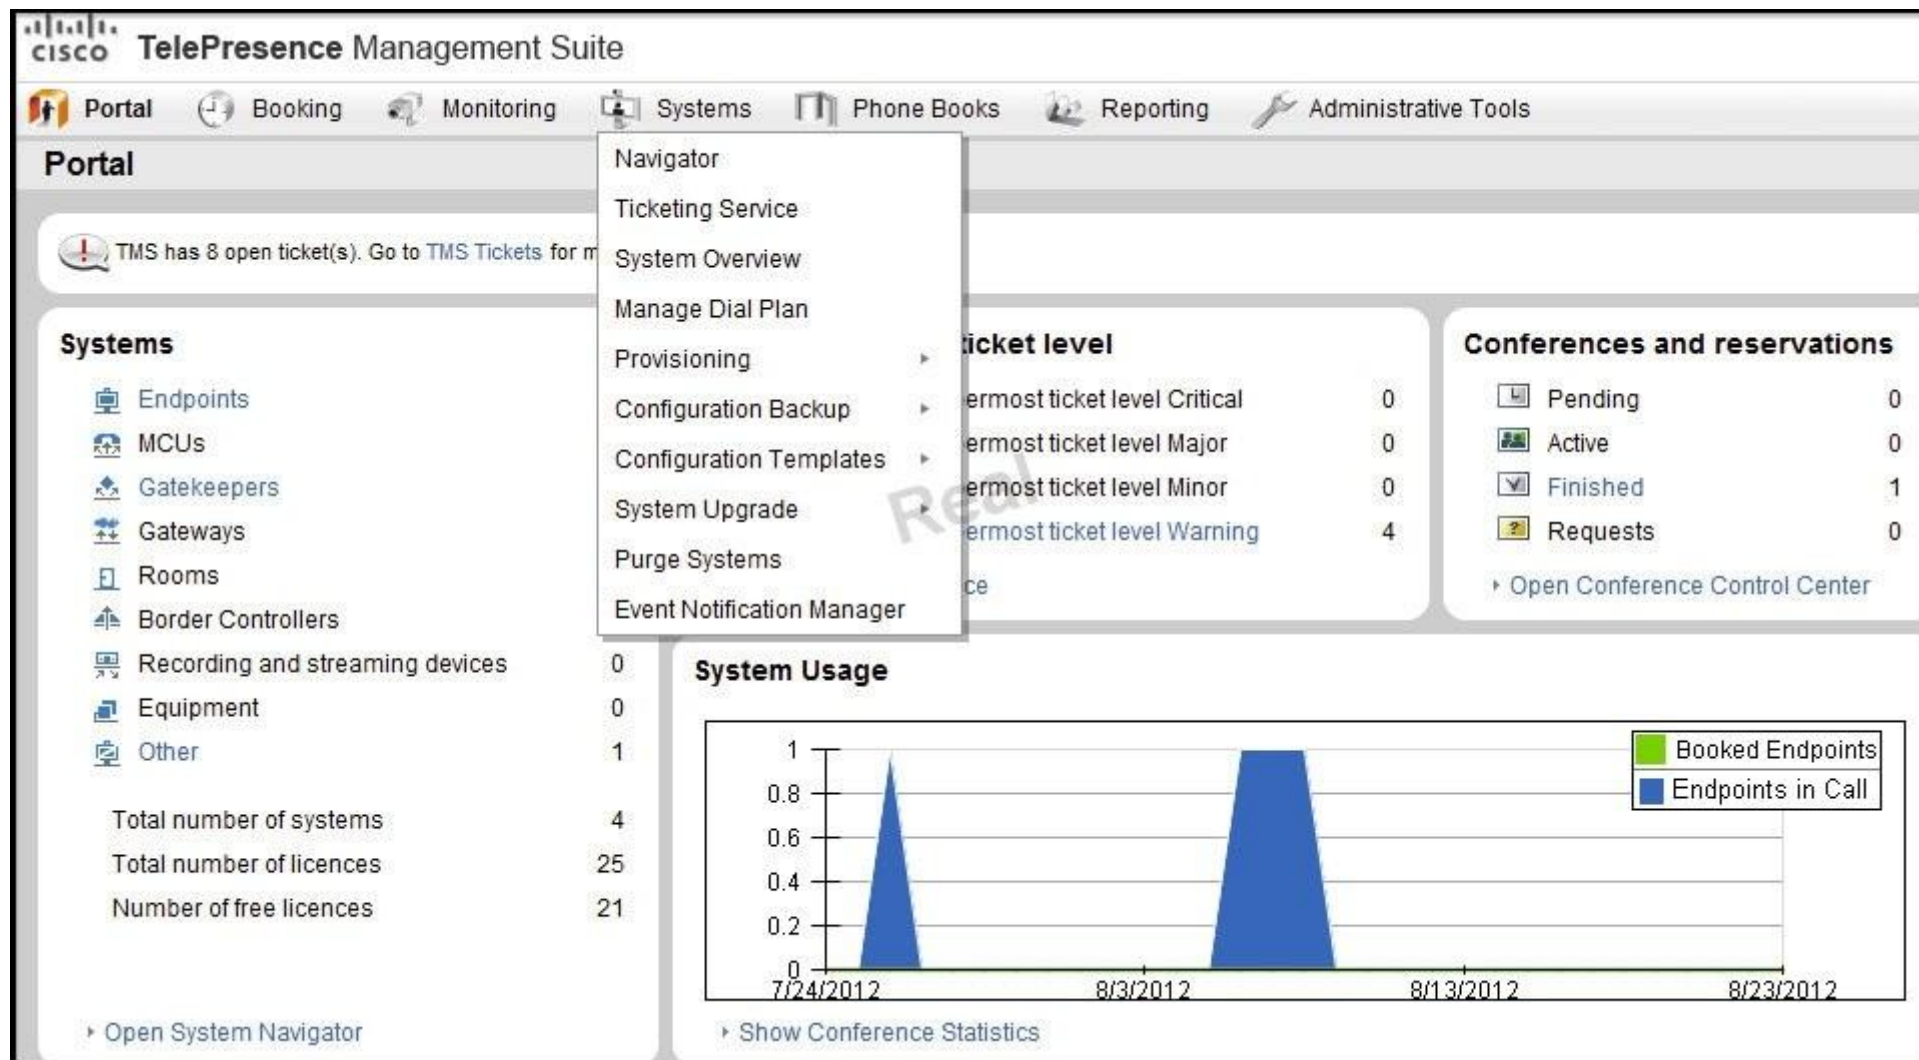 CISCO TelePresence Management Suite
Portal Booking Monitoring Systems Phone Books Reporting Administrative Tools
Portal
TMS has 8 open ticket(s). Go to TMS Tickets for
Navigator
Ticketing Service
System Overview
Manage Dial Plan
Provisioning
Configuration Backup
Configuration Templates
System Upgrade
Purge Systems
Event Notification Manager
Systems
Endpoints
MCUs
Gatekeepers
Gateways
Rooms
Border Controllers
Recording and streaming devices 0
Equipment 0
Other 1
Total number of systems 4
Total number of licences 25
Number of free licences 21
Open System Navigator
level
ticket level Critical 0
ticket level Major 0
ticket level Minor 0
ticket level Warning 4
Real
Conferences and reservations
Pending 0
Active 0
Finished 1
Requests 0
Open Conference Control Center
System Usage
Booked Endpoints
Endpoints in Call
1
0.8
0.6
0.4
0.2
0
7/24/2012 8/3/2012 8/13/2012 8/23/2012
Show Conference Statistics